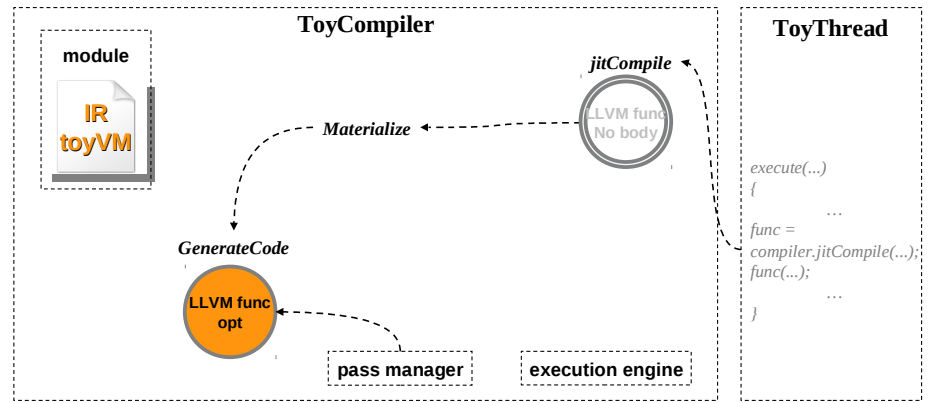 ToyCompiler
ToyThread
module
IR
toyVM
jitCompile
LLVM func
No body
Materialize
GenerateCode
LLVM func
opt
pass manager
execution engine
execute(...)
{
...
func =
compiler.jitCompile(...);
func(...);
...
}